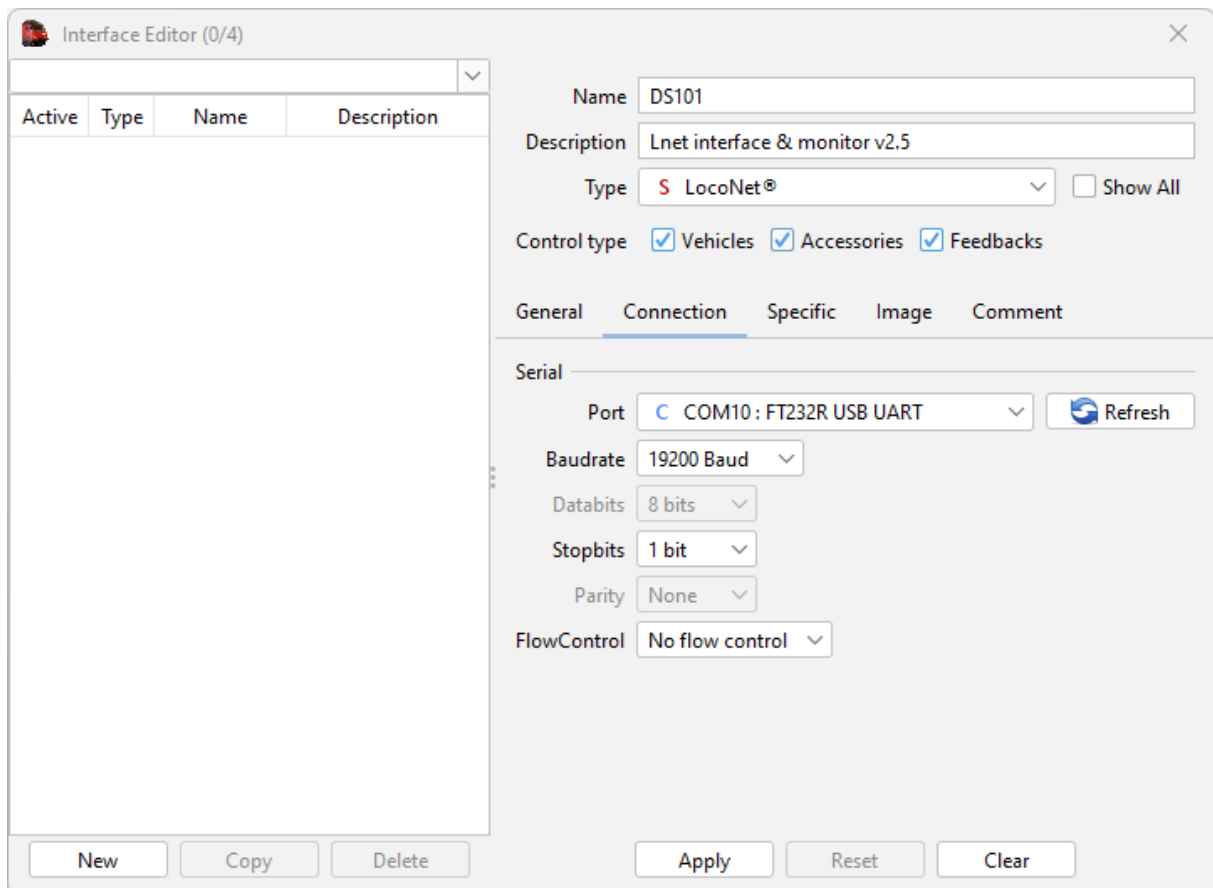 Interface Editor (0/4)
Active Type Name Description
Name DS101
Description Lnet interface & monitor v2.5
Type S LocoNet® Show All
Control type Vehicles Accessories Feedbacks
General Connection Specific Image Comment
Serial
Port C COM10 : FT232R USB UART Refresh
Baudrate 19200 Baud
Databits 8 bits
Stopbits 1 bit
Parity None
FlowControl No flow control
New Copy Delete Apply Reset Clear